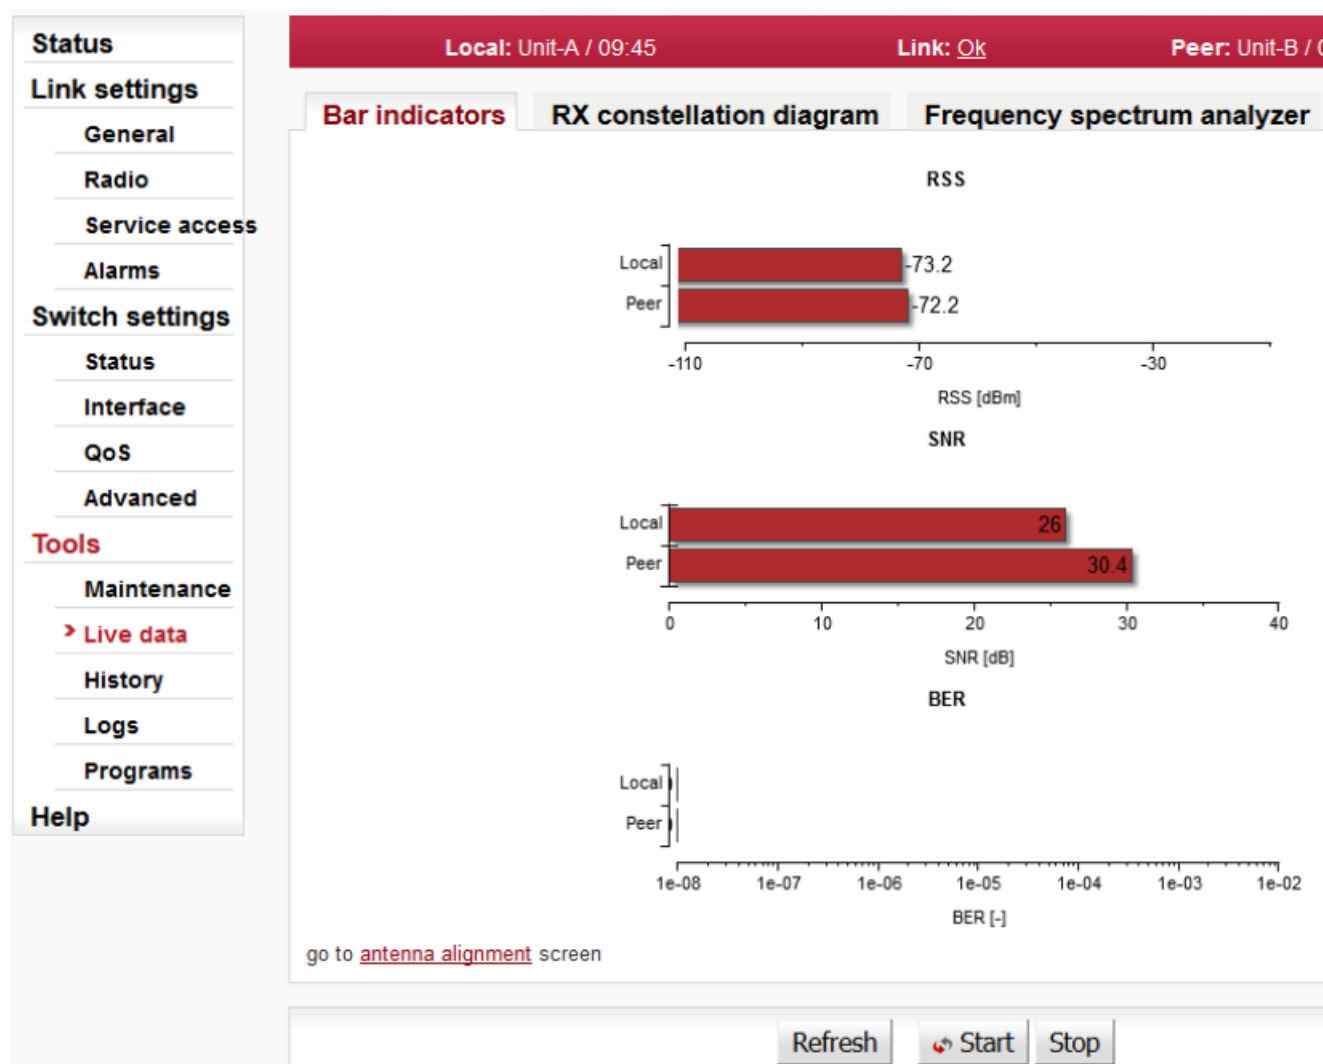 Status
Link settings
General
Radio
Service access
Alarms
Switch settings
Status
Interface
QoS
Advanced
Tools
Maintenance
Live data
History
Logs
Programs
Help
Local: Unit-A / 09:45 Link: Ok Peer: Unit-B /
Bar indicators RX constellation diagram Frequency spectrum analyzer
RSS
Local -73.2
Peer -72.2
-110 -70 -30
RSS [dBm]
SNR
Local 26
Peer 30.4
0 10 20 30 40
SNR [dB]
BER
Local
Peer
1e-08 1e-07 1e-06 1e-05 1e-04 1e-03 1e-02
BER [-]
go to antenna alignment screen
Refresh Start Stop